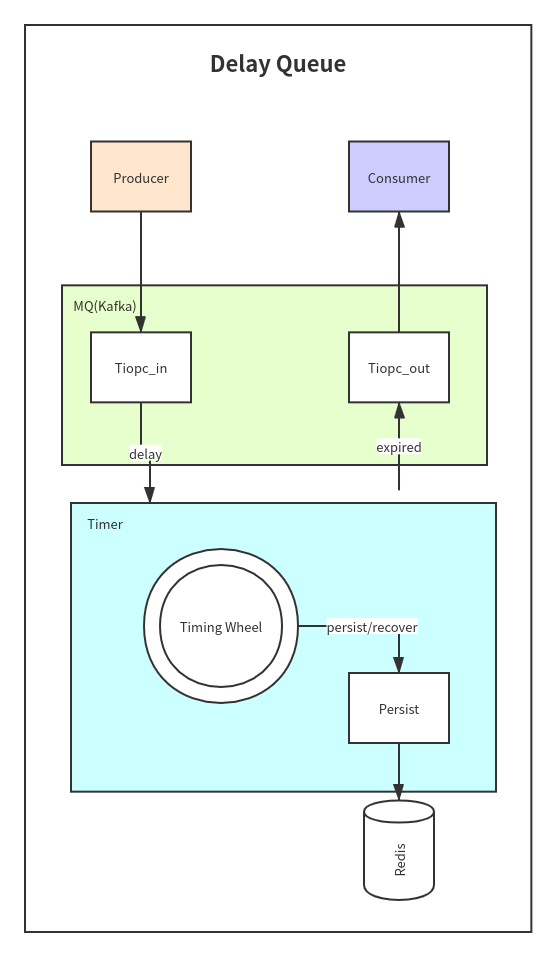 Delay Queue
Producer
Consumer
MQ(Kafka)
Tiopc_in
Tiopc_out
delay
expired
Timer
Timing Wheel
persist/recover
Persist
Redis